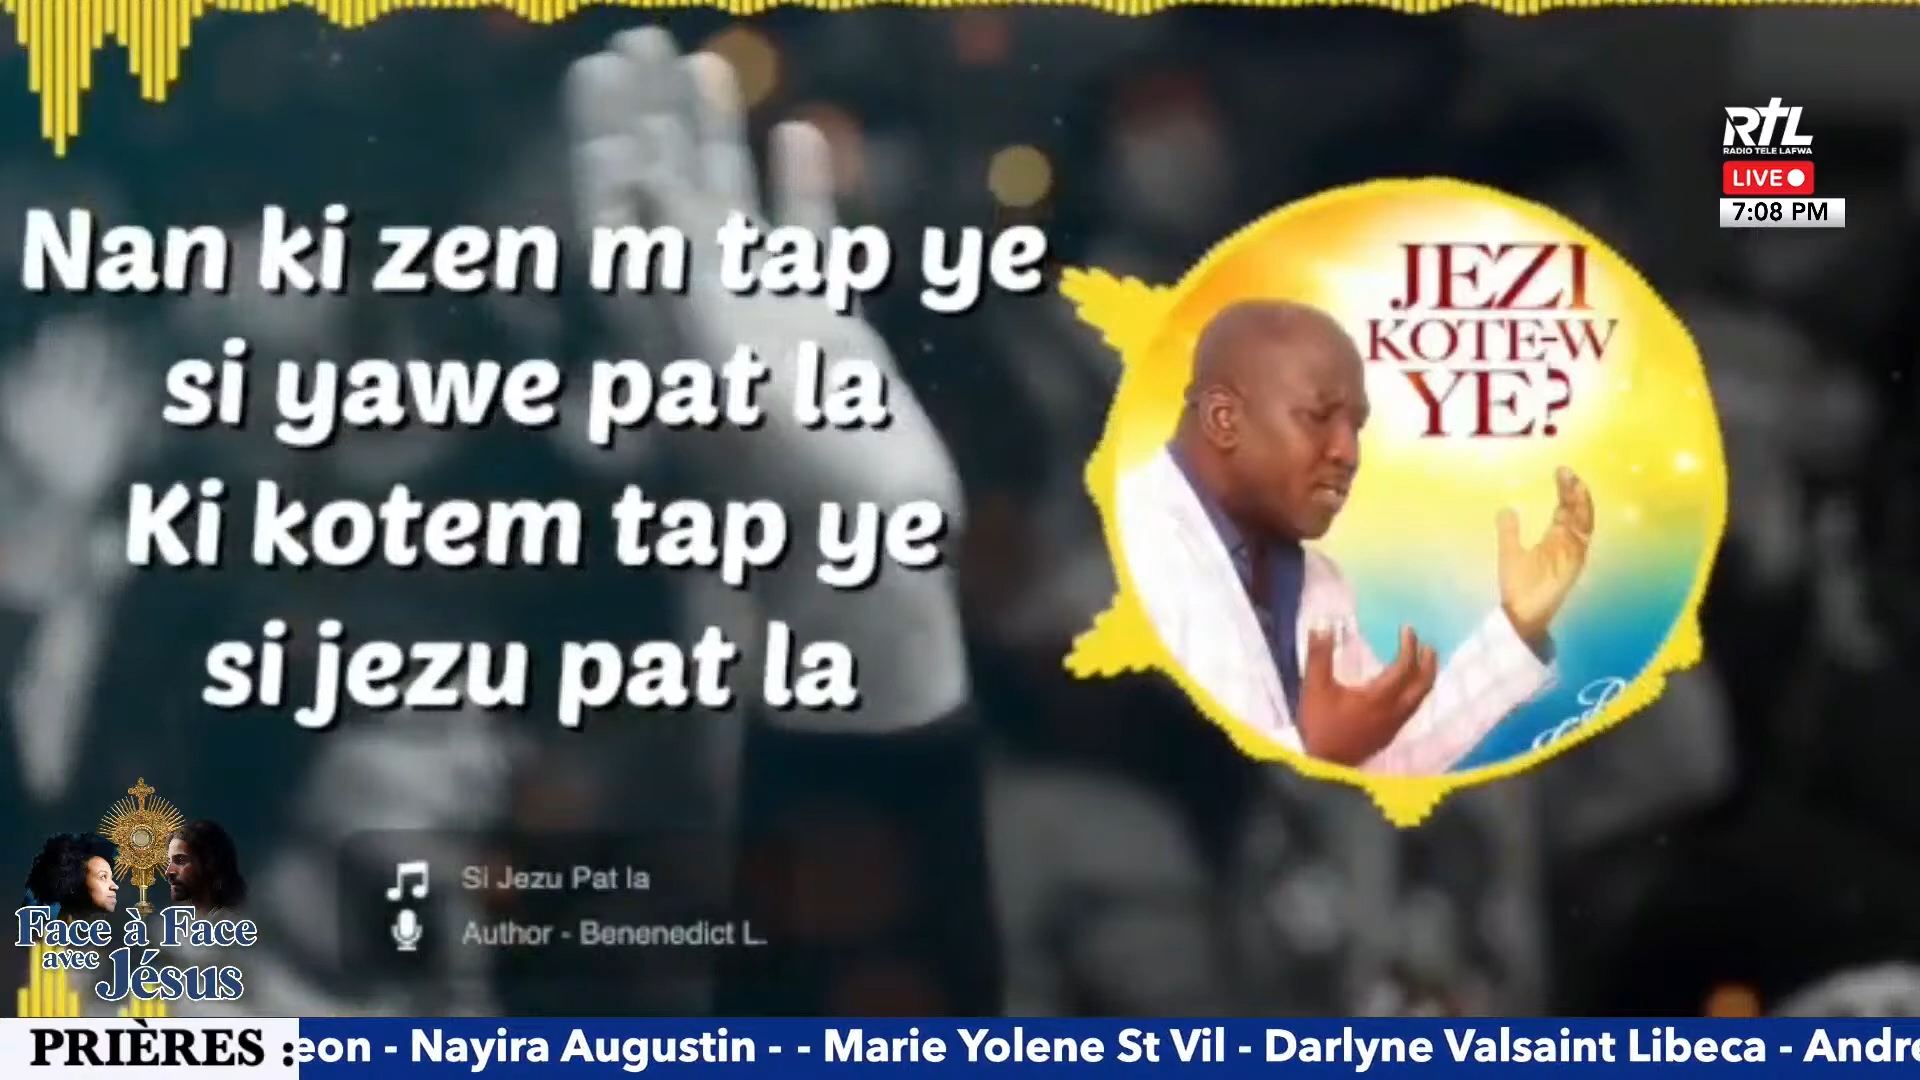 Nan ki zen m tap ye
si yawe pat la
Ki kotem tap ye
si jezu pat la
JEZI
KOTE-W
YE?
RTL
RADIO TELE LAFWA
LIVE
7:08 PM
Si Jezu Pat la
Author - Benenedict L.
Face à Face
avec Jésus
PRIÈRES : eon - Nayira Augustin - - Marie Yolene St Vil - Darlyne Valsaint Libeca - Andre